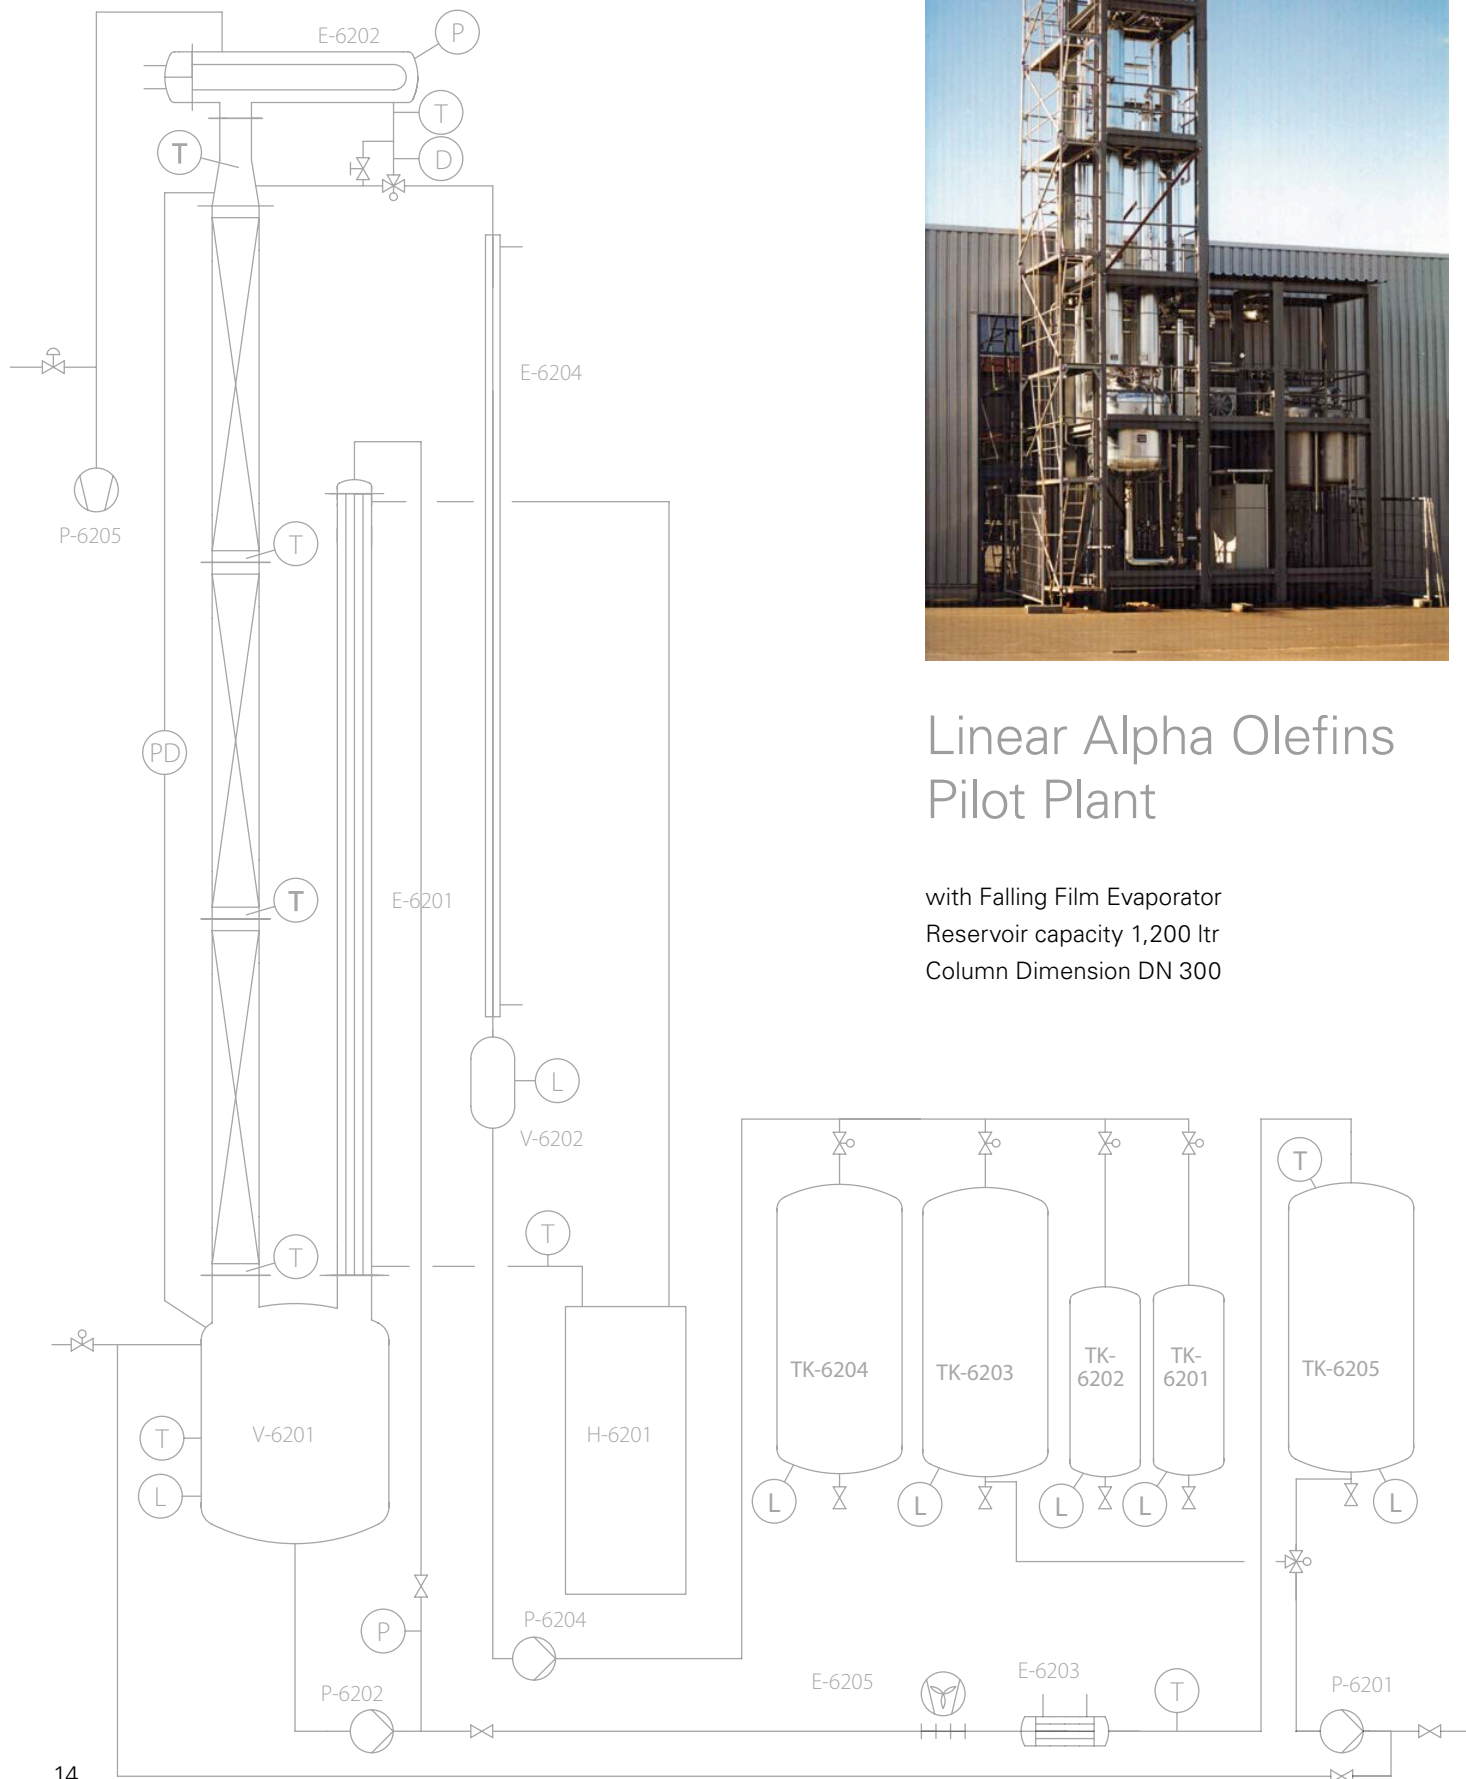 E-6202
P
T
T
D
E-6204
P-6205
T
Linear Alpha Olefins
Pilot Plant
PD
T
E-6201
with Falling Film Evaporator
Reservoir capacity 1,200 ltr
Column Dimension DN 300
L
V-6202
T
T
T
TK-6204
TK-6203
TK-
6202
TK-
6201
TK-6205
T
V-6201
H-6201
L
L
L
L
L
L
P
P-6204
E-6205
E-6203
T
P-6201
P-6202
14